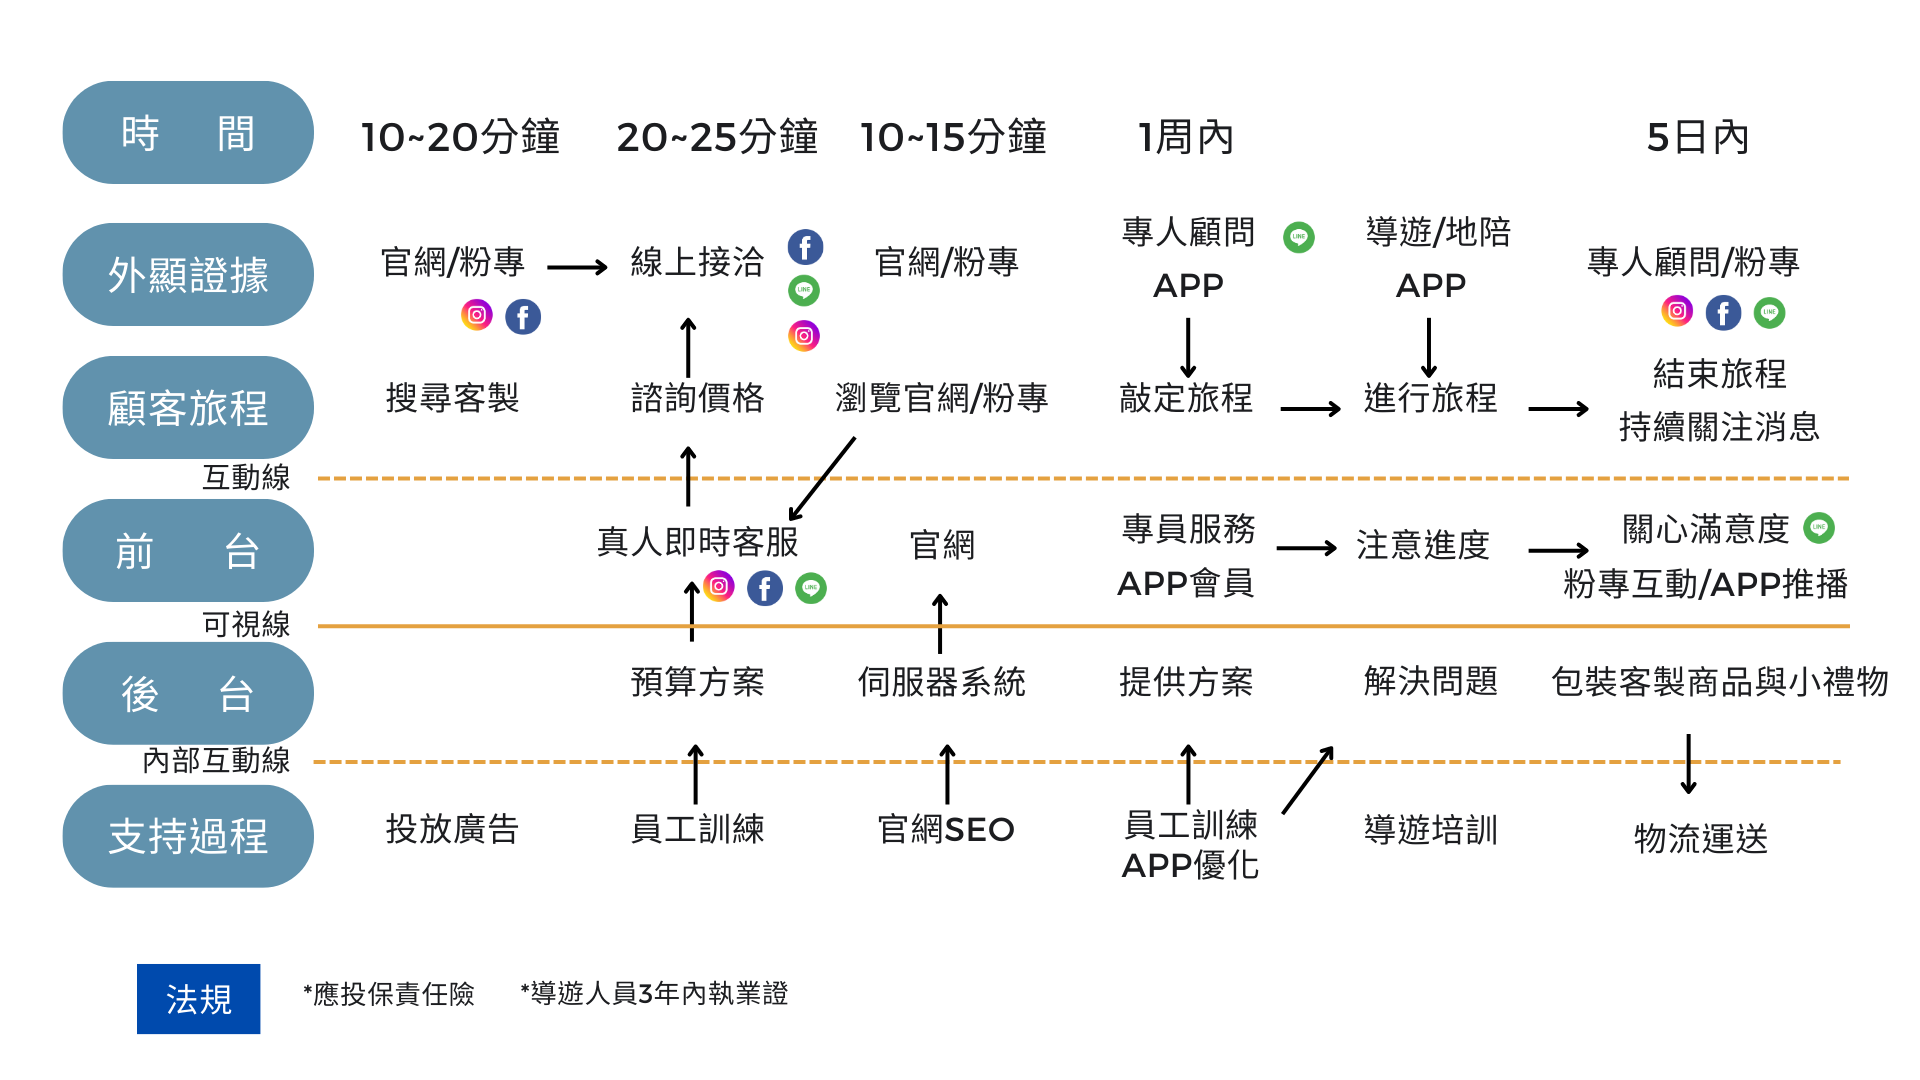 時 間
10~20分鐘
20~25分鐘
10~15分鐘
1周內
5日內
外顯證據
官網/粉專
線上接洽
LINE
官網/粉專
專人顧問
LINE
APP
導遊/地陪
APP
專人顧問/粉專
LINE
顧客旅程
搜尋客製
諮詢價格
瀏覽官網/粉專
敲定旅程
進行旅程
結束旅程
持續關注消息
互動線
前 台
真人即時客服
LINE
官網
專員服務
APP會員
注意進度
關心滿意度
LINE
粉專互動/APP推播
可視線
後 台
預算方案
伺服器系統
提供方案
解決問題
包裝客製商品與小禮物
內部互動線
支持過程
投放廣告
員工訓練
官網SEO
員工訓練
APP優化
導遊培訓
物流運送
法規
*應投保責任險
*導遊人員3年內執業證